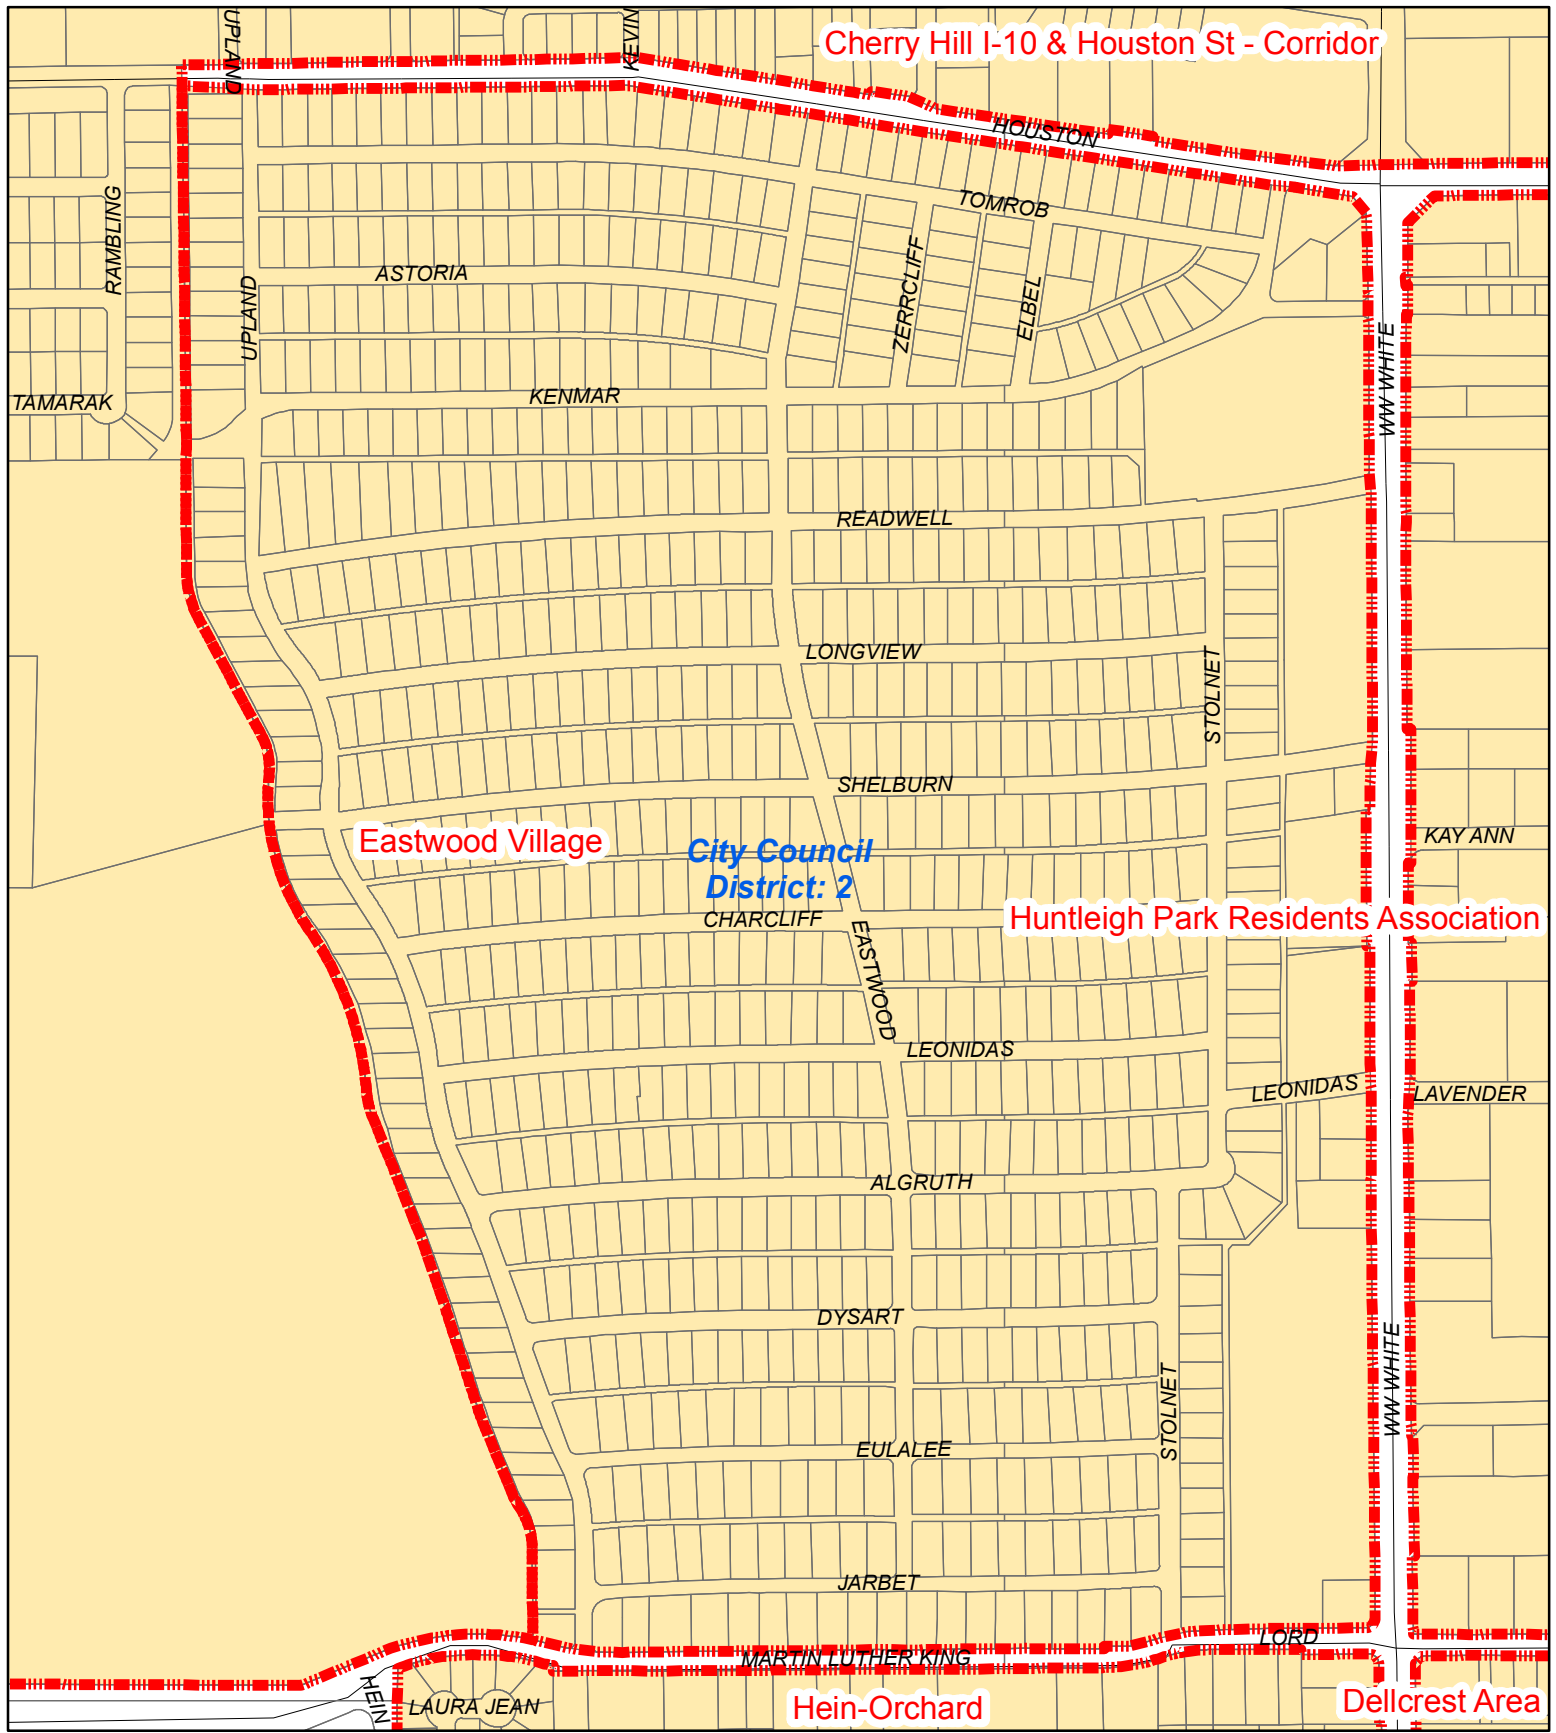 UPLAND
KEVIN
Cherry Hill I-10 & Houston St - Corridor
HOUSTON
RAMBLING
TOMROB
ASTORIA
UPLAND
ZERRCLIFF
ELBEL
WW WHITE
TAMARAK
KENMAR
READWELL
LONGVIEW
STOLNET
SHELBURN
Eastwood Village
City Council
District: 2
KAY ANN
CHARCLIFF
Huntleigh Park Residents Association
EASTWOOD
LEONIDAS
LEONIDAS
LAVENDER
ALGRUTH
DYSART
WW WHITE
STOLNET
EULALEE
JARBET
LORD
MARTIN LUTHER KING
HEIN
LAURA JEAN
Hein-Orchard
Dellcrest Area